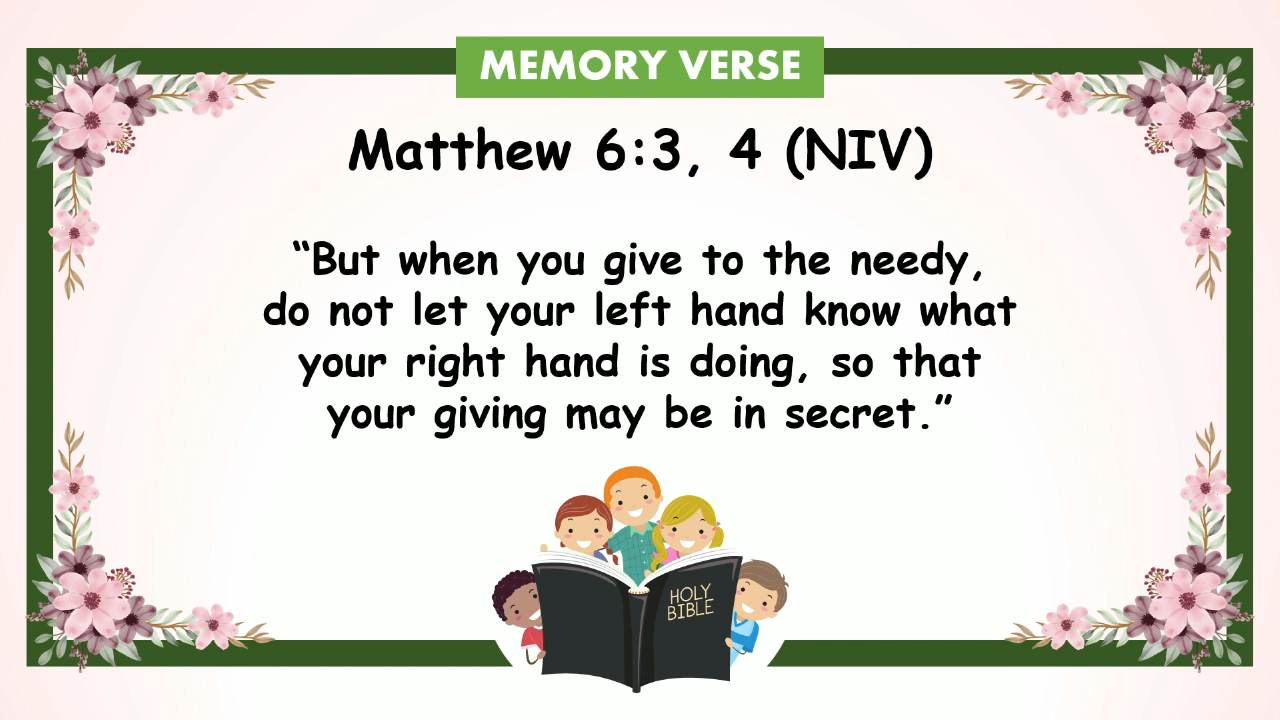 MEMORY VERSE
Matthew 6:3, 4 (NIV)
“But when you give to the needy,
do not let your left hand know what
your right hand is doing, so that
your giving may be in secret.”
HOLY
BIBLE